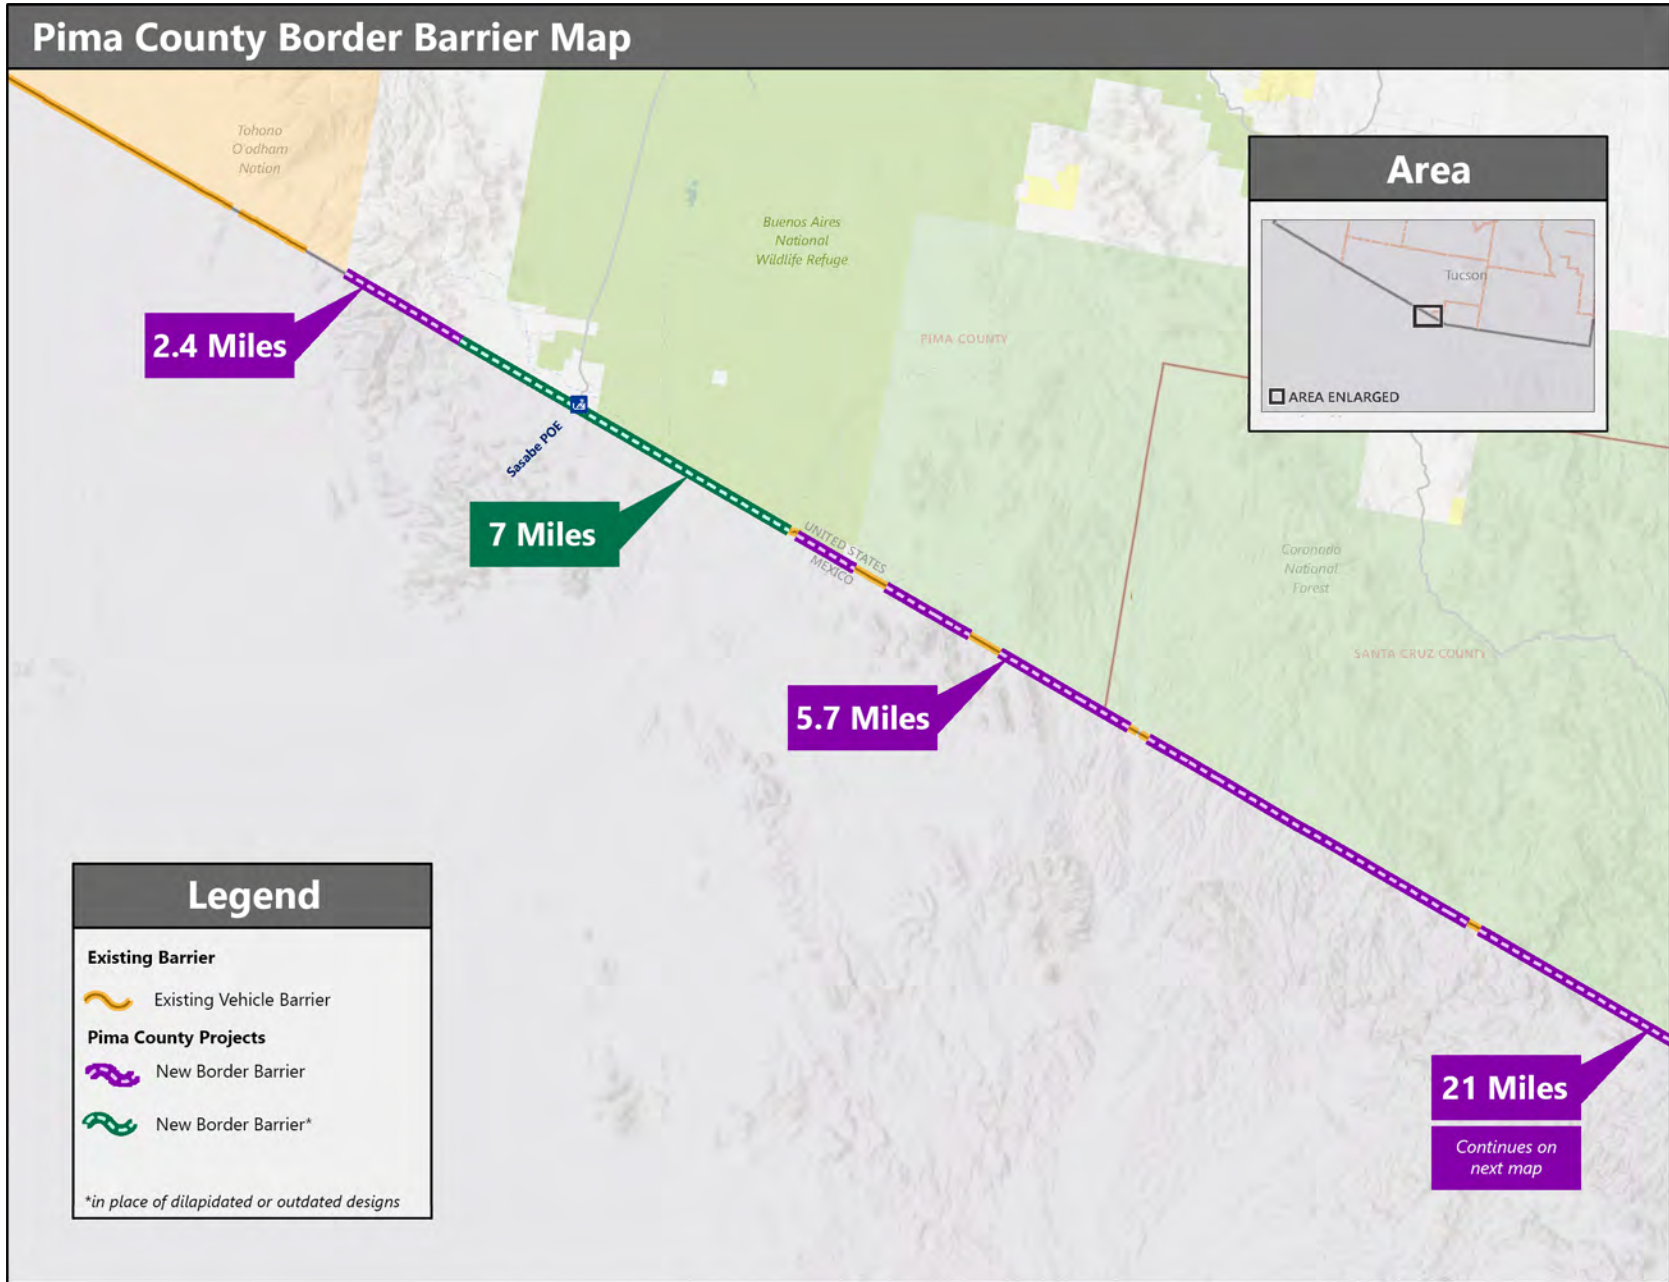 Pima County Border Barrier Map
Tohono
O'odham
Nation
Buenos Aires
National
Wildlife Refuge
Area
Tucson
AREA ENLARGED
2.4 Miles
PIMA COUNTY
Sasabe POE
7 Miles
UNITED STATES
MEXICO
Coronado
National
Forest
SANTA CRUZ COUNTY
5.7 Miles
Legend
Existing Barrier
Existing Vehicle Barrier
Pima County Projects
New Border Barrier
New Border Barrier*
*in place of dilapidated or outdated designs
21 Miles
Continues on
next map